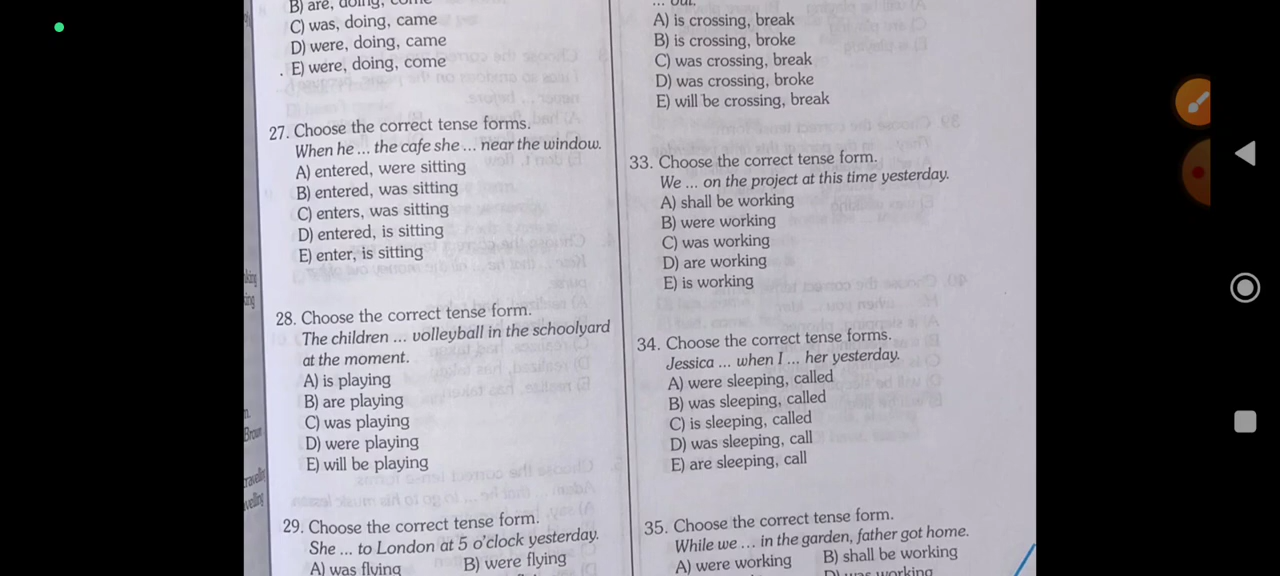 B) are, doing, come
C) was, doing, came
D) were, doing, came
E) were, doing, come
27. Choose the correct tense forms.
When he ... the cafe she ... near the window.
A) entered, were sitting
B) entered, was sitting
C) enters, was sitting
D) entered, is sitting
E) enter, is sitting
28. Choose the correct tense form.
The children ... volleyball in the schoolyard
at the moment.
A) is playing
B) are playing
C) was playing
D) were playing
E) will be playing
29. Choose the correct tense form.
She ... to London at 5 o'clock yesterday.
A) was flying B) were flying
... out.
A) is crossing, break
B) is crossing, broke
C) was crossing, break
D) was crossing, broke
E) will be crossing, break
33. Choose the correct tense form.
We ... on the project at this time yesterday.
A) shall be working
B) were working
C) was working
D) are working
E) is working
34. Choose the correct tense forms.
Jessica ... when I ... her yesterday.
A) were sleeping, called
B) was sleeping, called
C) is sleeping, called
D) was sleeping, call
E) are sleeping, call
35. Choose the correct tense form.
While we ... in the garden, father got home.
A) were working B) shall be working
D) was working